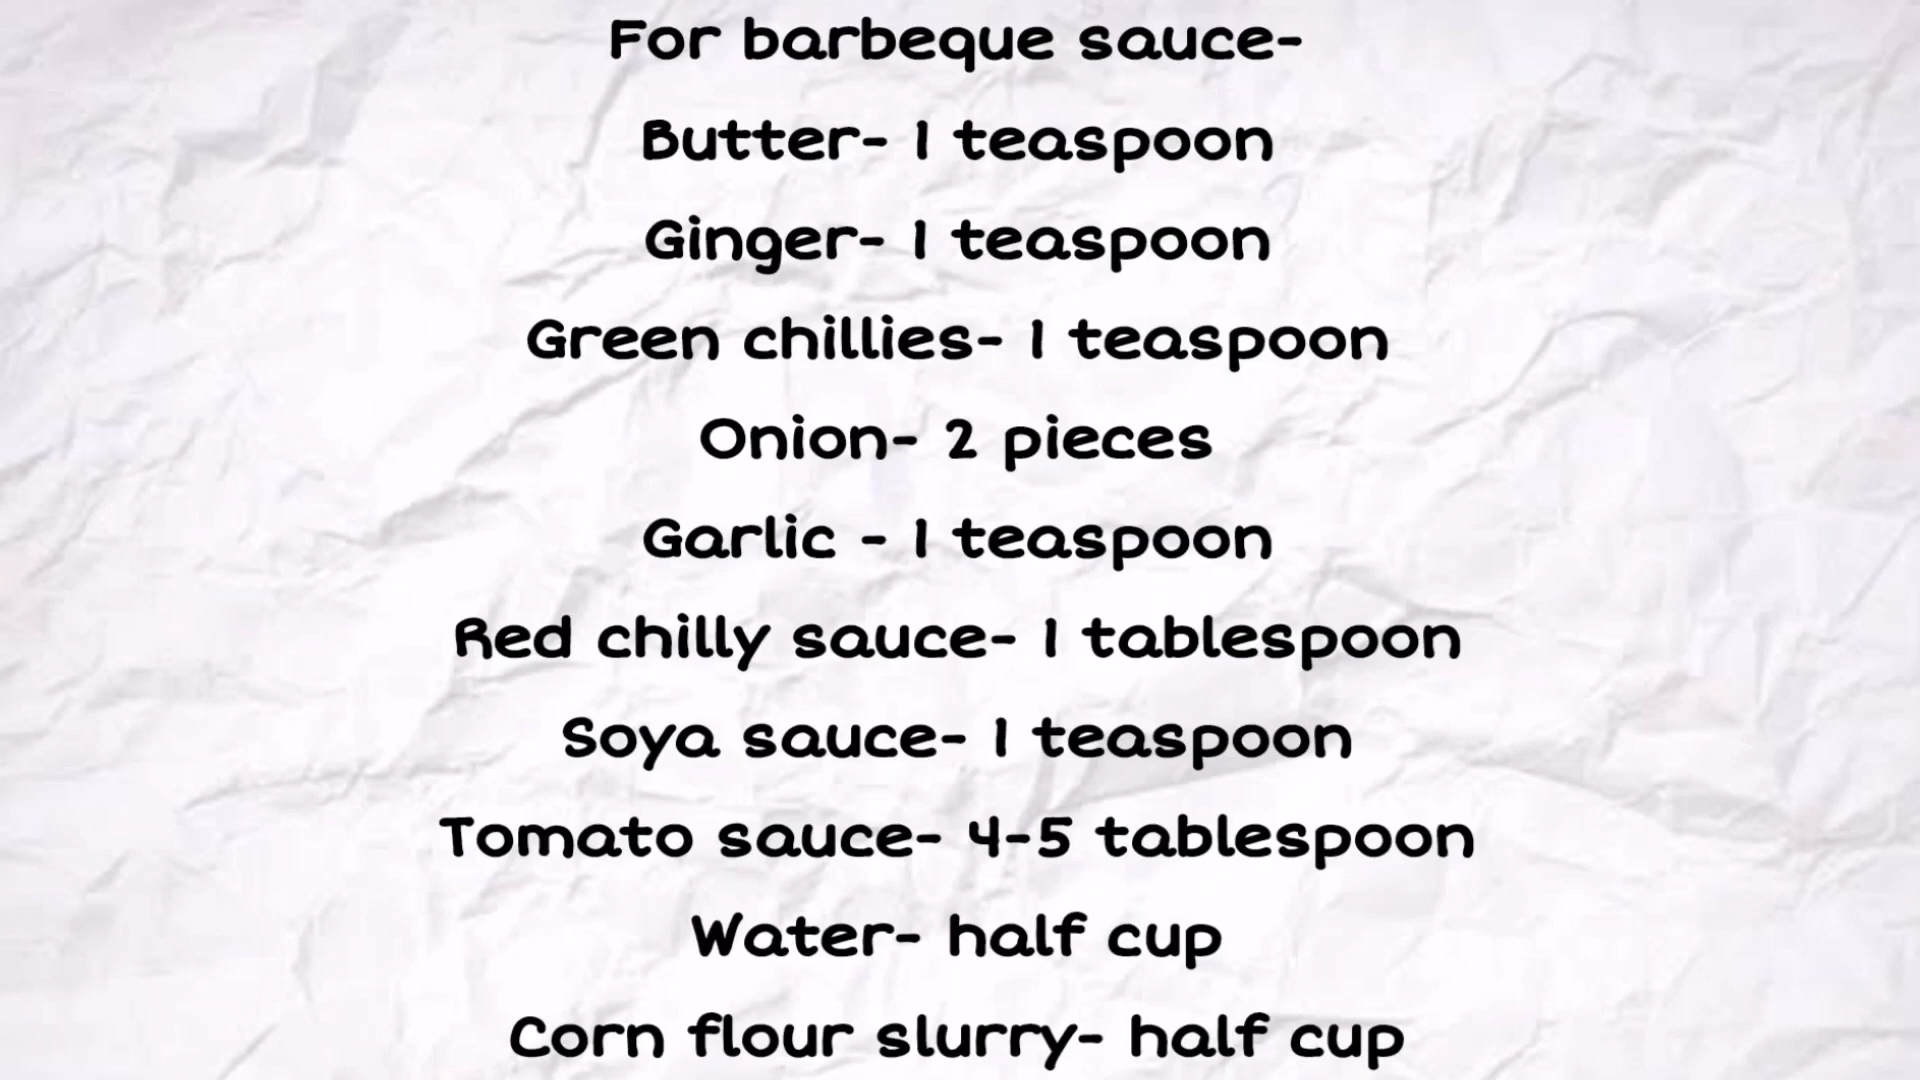 For barbeque sauce-
Butter- 1 teaspoon
Ginger- 1 teaspoon
Green chillies- 1 teaspoon
Onion- 2 pieces
Garlic - 1 teaspoon
Red chilly sauce- 1 tablespoon
Soya sauce- 1 teaspoon
Tomato sauce- 4-5 tablespoon
Water- half cup
Corn flour slurry- half cup